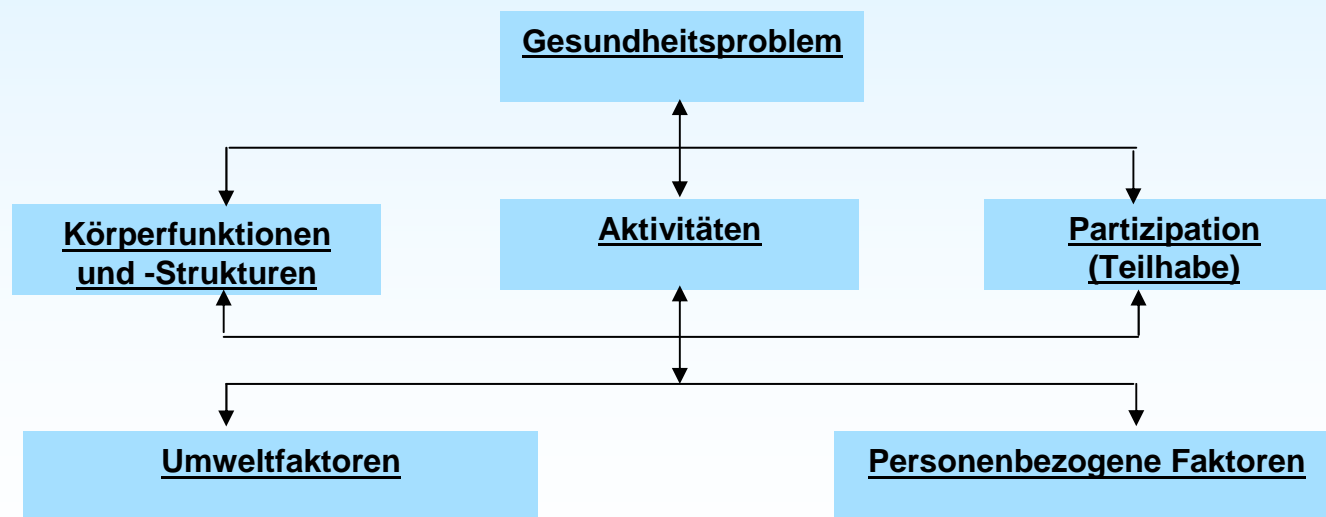 Gesundheitsproblem
Körperfunktionen
und -Strukturen
Aktivitäten
Partizipation
(Teilhabe)
Umweltfaktoren
Personenbezogene Faktoren